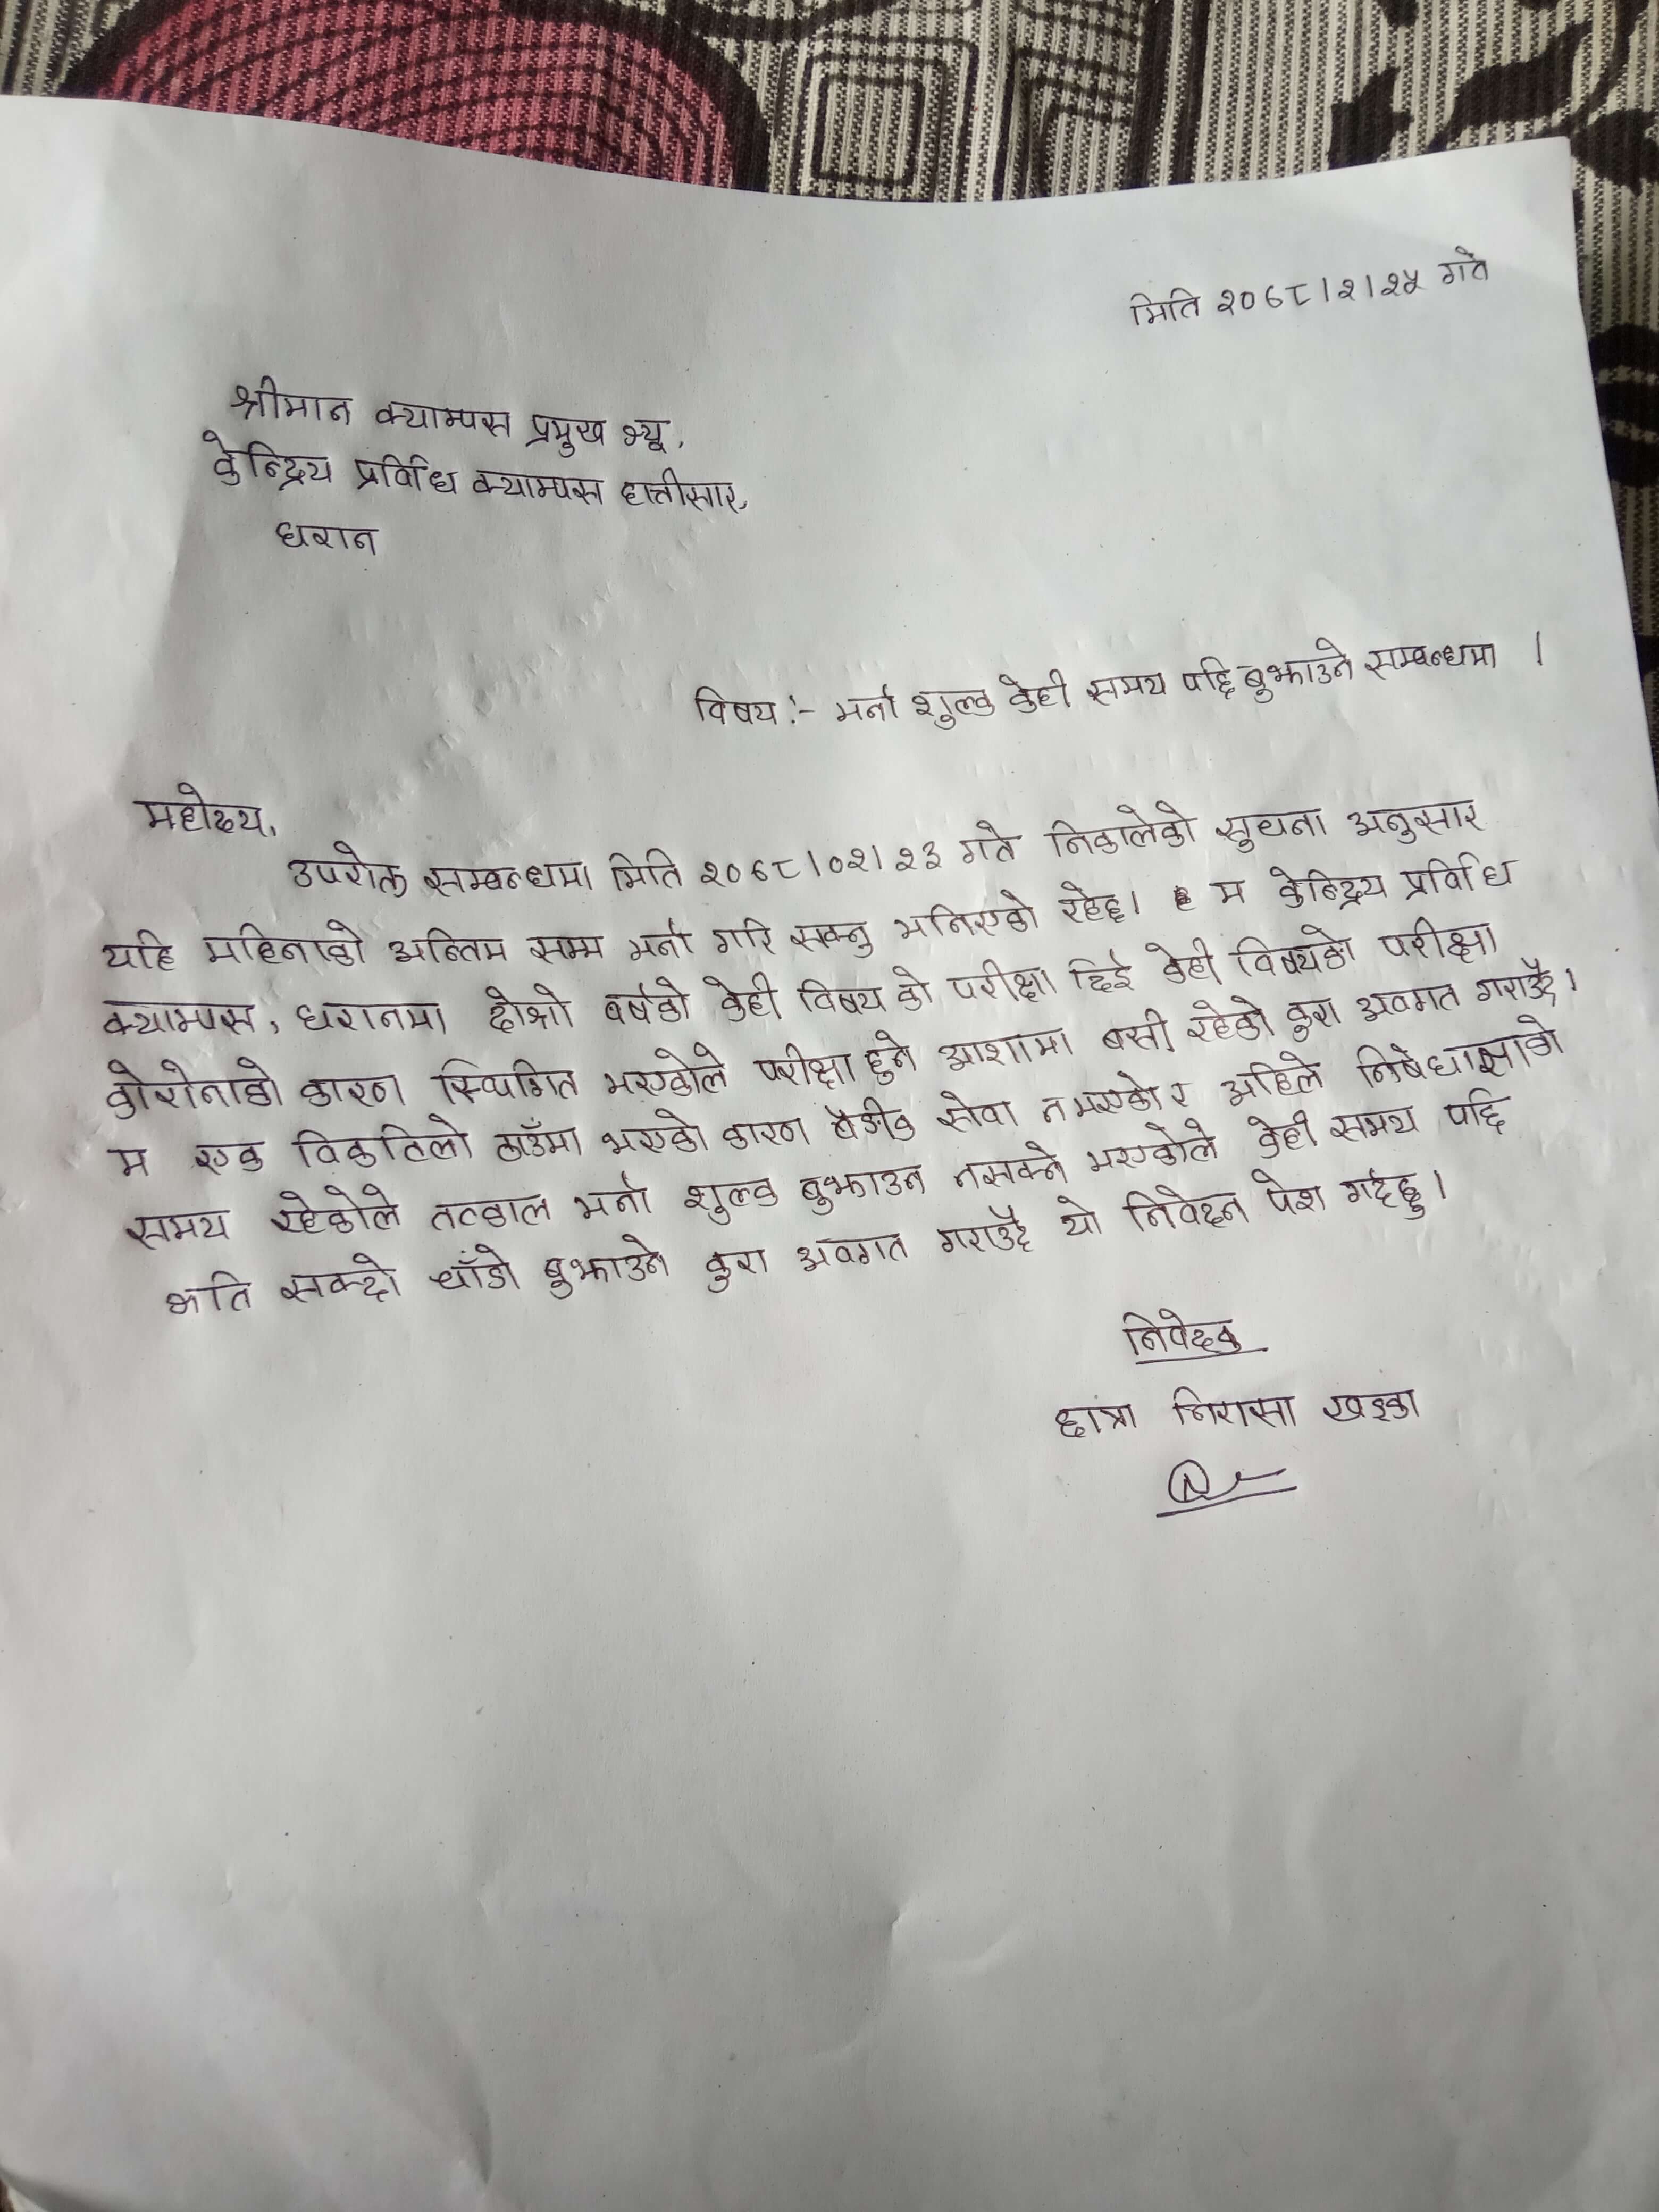 मिति २०७८।२।२५ गते
श्रीमान क्याम्पस प्रमुख ज्यू,
केन्द्रिय प्रविधि क्याम्पस हात्तीसार,
धरान
विषय :- भर्ना शुल्क केही समय पछि बुझाउने सम्बन्धमा ।
महोदय,
उपरोक्त सम्बन्धमा मिति २०७८।०२।२३ गते निकालेको सुचना अनुसार
यहि महिनाको अन्तिम सम्म भर्ना गरि सक्नु भनिएको रहेछ। म केन्द्रिय प्रविधि
क्याम्पस, धरानमा दोश्रो वर्षको केही विषय को परीक्षा दिई केही विषयको परीक्षा
कोरोनाको कारण स्थिगित भएकोले परीक्षा हुने आशामा बसी रहेको कुरा अवगत गराउँदै।
म एक विकटिलो ठाउँमा भएको कारण बैङीक सेवा नभएको र अहिले निषेधाज्ञाको
समय रहेकोले तत्काल भर्ना शुल्क बुझाउन नसक्ने भएकोले केही समय पछि
भति सक्दो चाँडो बुझाउने कुरा अवगत गराउँदै यो निवेदन पेश गर्दछु।
निवेदक
छात्रा निरासा खड्का